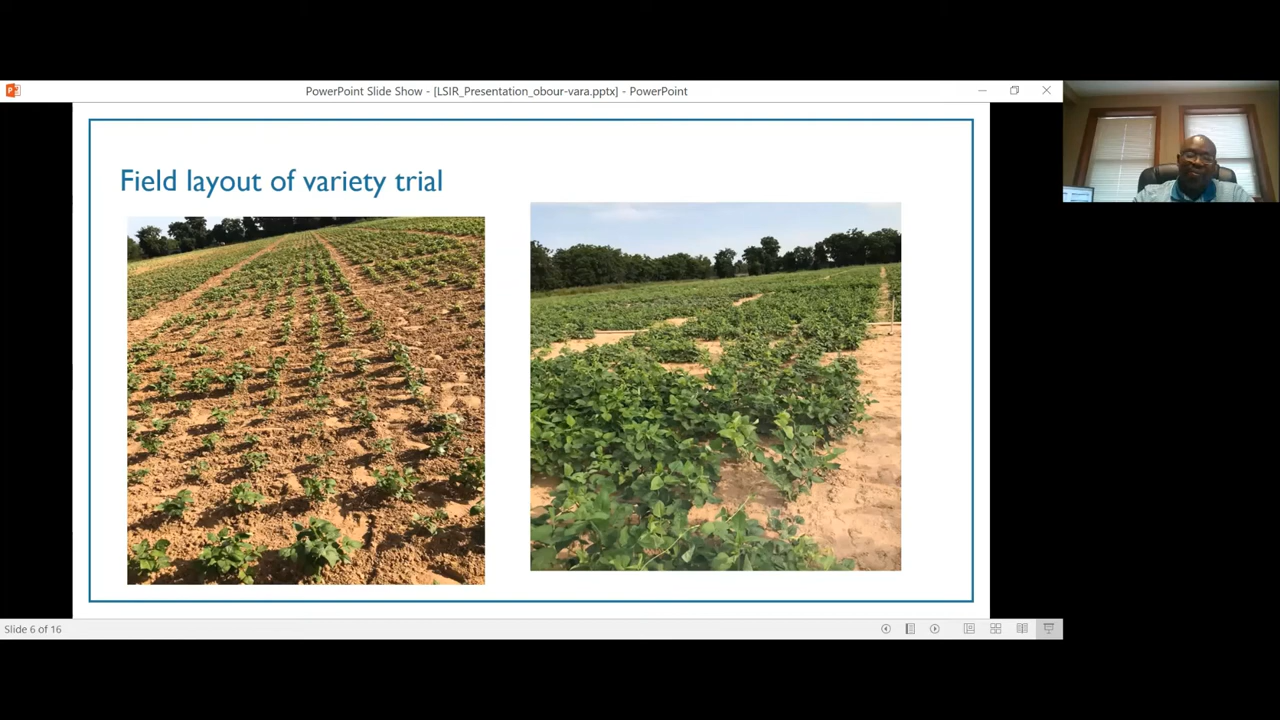 PowerPoint Slide Show - [LSIR_Presentation_obour-vara.pptx] - PowerPoint
Field layout of variety trial
Slide 6 of 16